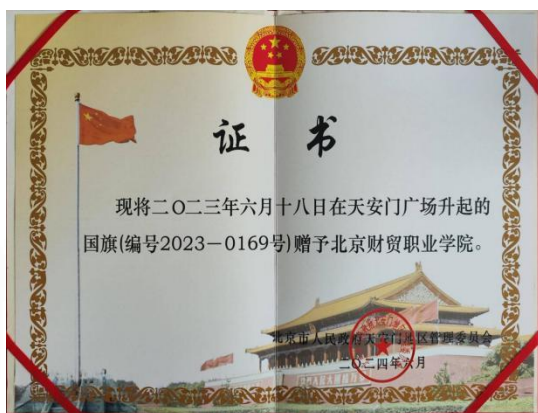 证书
现将二〇二三年六月十八日在天安门广场升起的
国旗(编号2023－0169号)赠予北京财贸职业学院。
北京市人民政府天安门地区管理委员会
二〇二四年六月